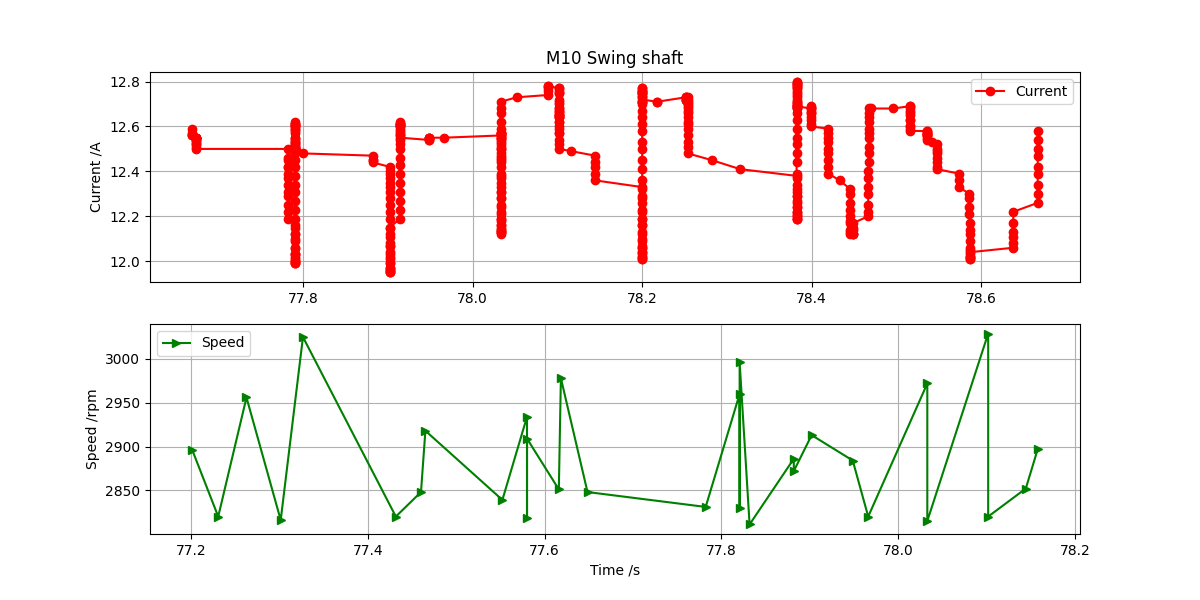 M10 Swing shaft
Current /A
12.8
12.6
12.4
12.2
12.0
Current
77.8 78.0 78.2 78.4 78.6
Speed /rpm
3000
2950
2900
2850
Speed
77.2 77.4 77.6 77.8 78.0 78.2
Time /s